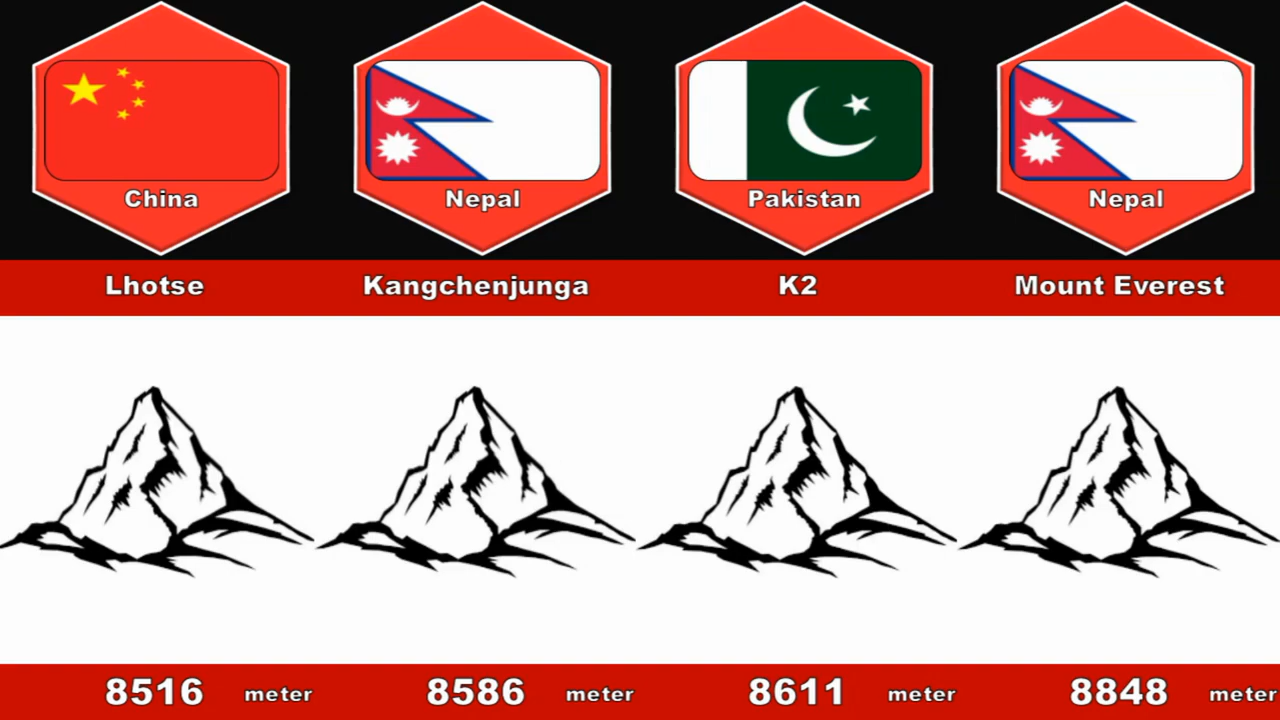 China Nepal Pakistan Nepal
Lhotse Kangchenjunga K2 Mount Everest
8516 meter 8586 meter 8611 meter 8848 meter